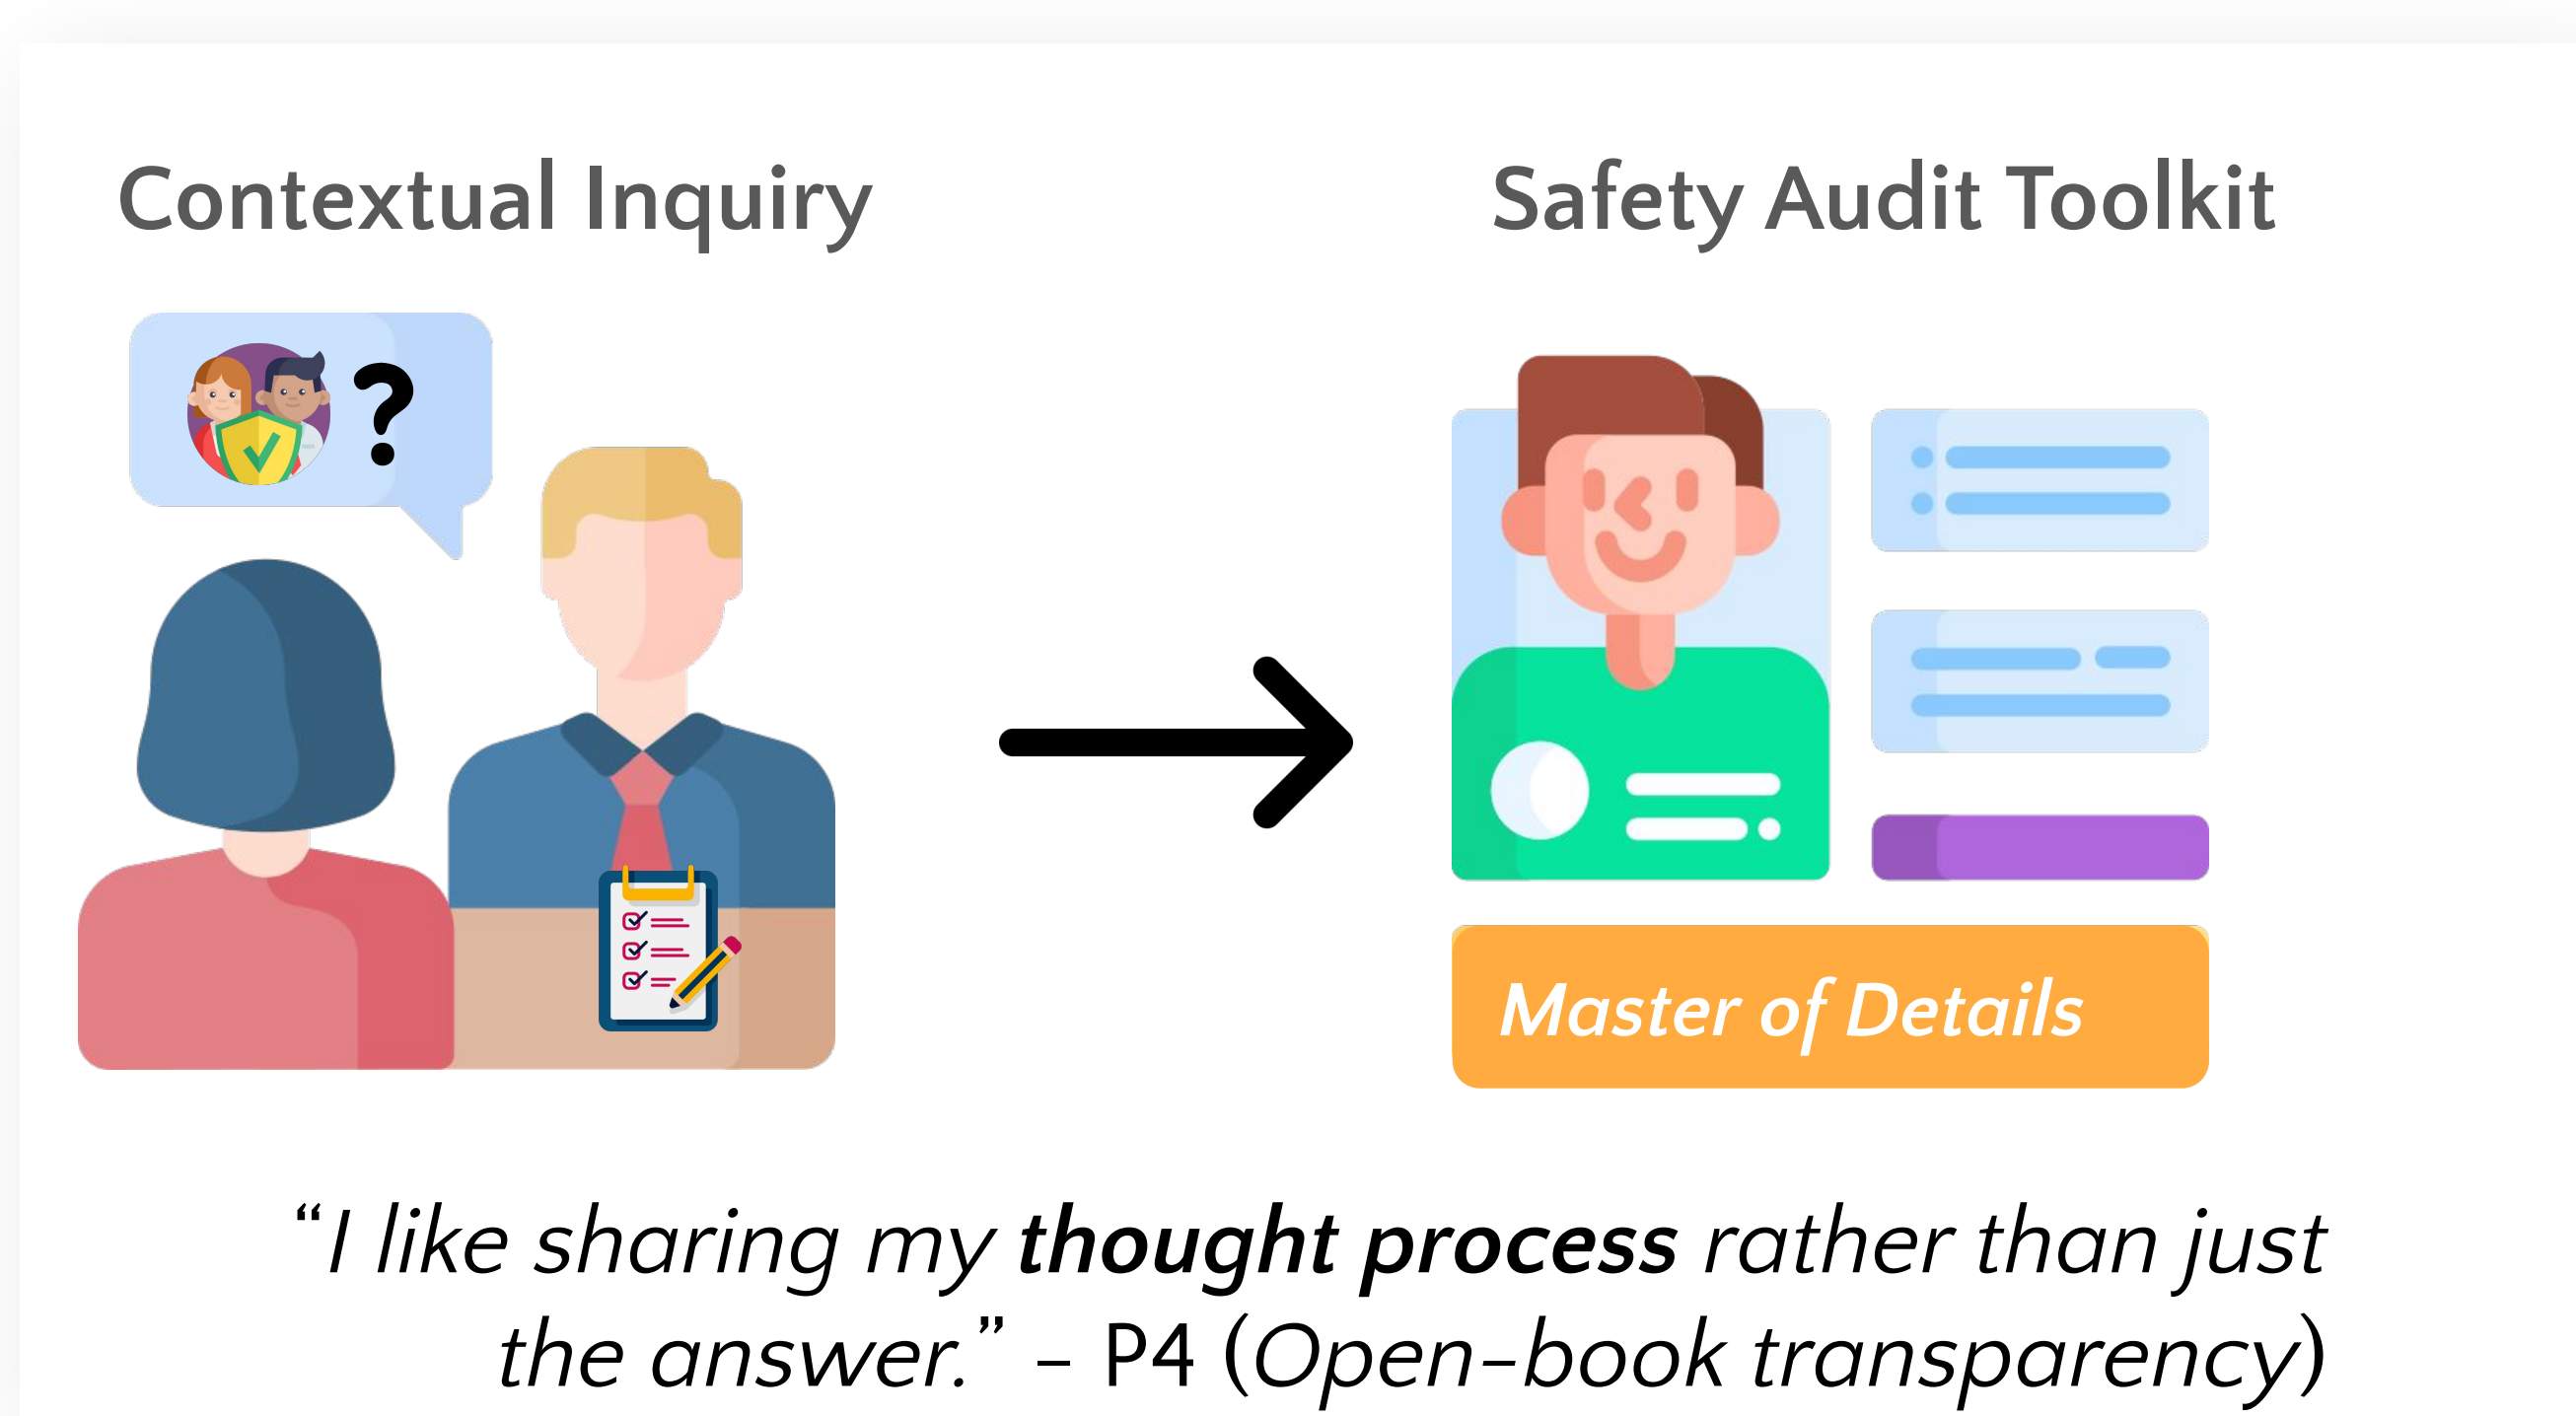 Contextual Inquiry
Safety Audit Toolkit
?
Master of Details
“I like sharing my thought process rather than just
the answer.” – P4 (Open-book transparency)